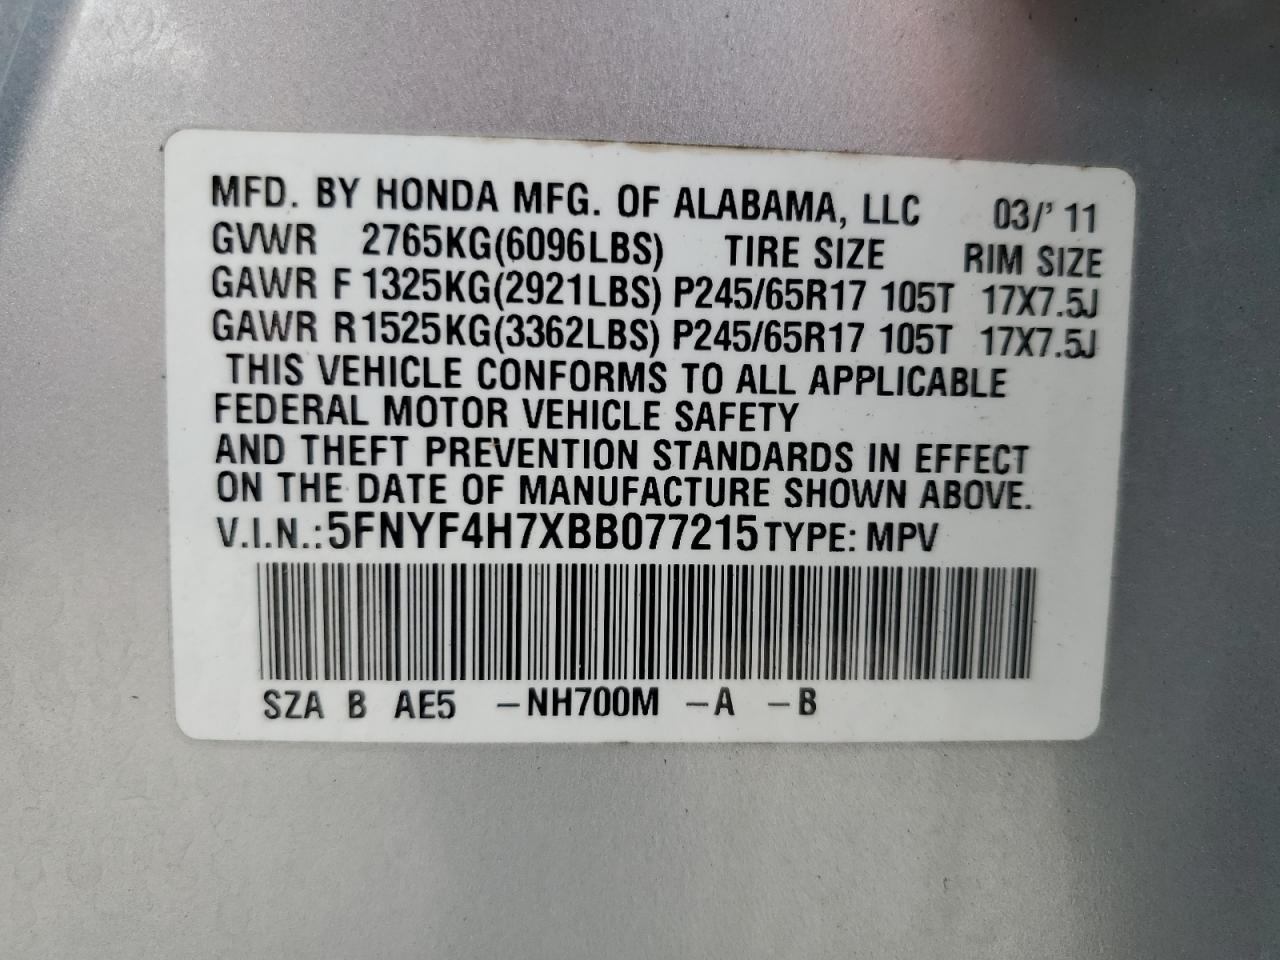 MFD. BY HONDA MFG. OF ALABAMA, LLC 03/' 11
GVWR 2765KG(6096LBS) TIRE SIZE RIM SIZE
GAWR F 1325KG(2921LBS) P245/65R17 105T 17X7.5J
GAWR R 1525KG(3362LBS) P245/65R17 105T 17X7.5J
THIS VEHICLE CONFORMS TO ALL APPLICABLE
FEDERAL MOTOR VEHICLE SAFETY
AND THEFT PREVENTION STANDARDS IN EFFECT
ON THE DATE OF MANUFACTURE SHOWN ABOVE.
V.I.N.: 5FNYF4H7XBB077215 TYPE: MPV
SZA B AE5 -NH700M -A -B